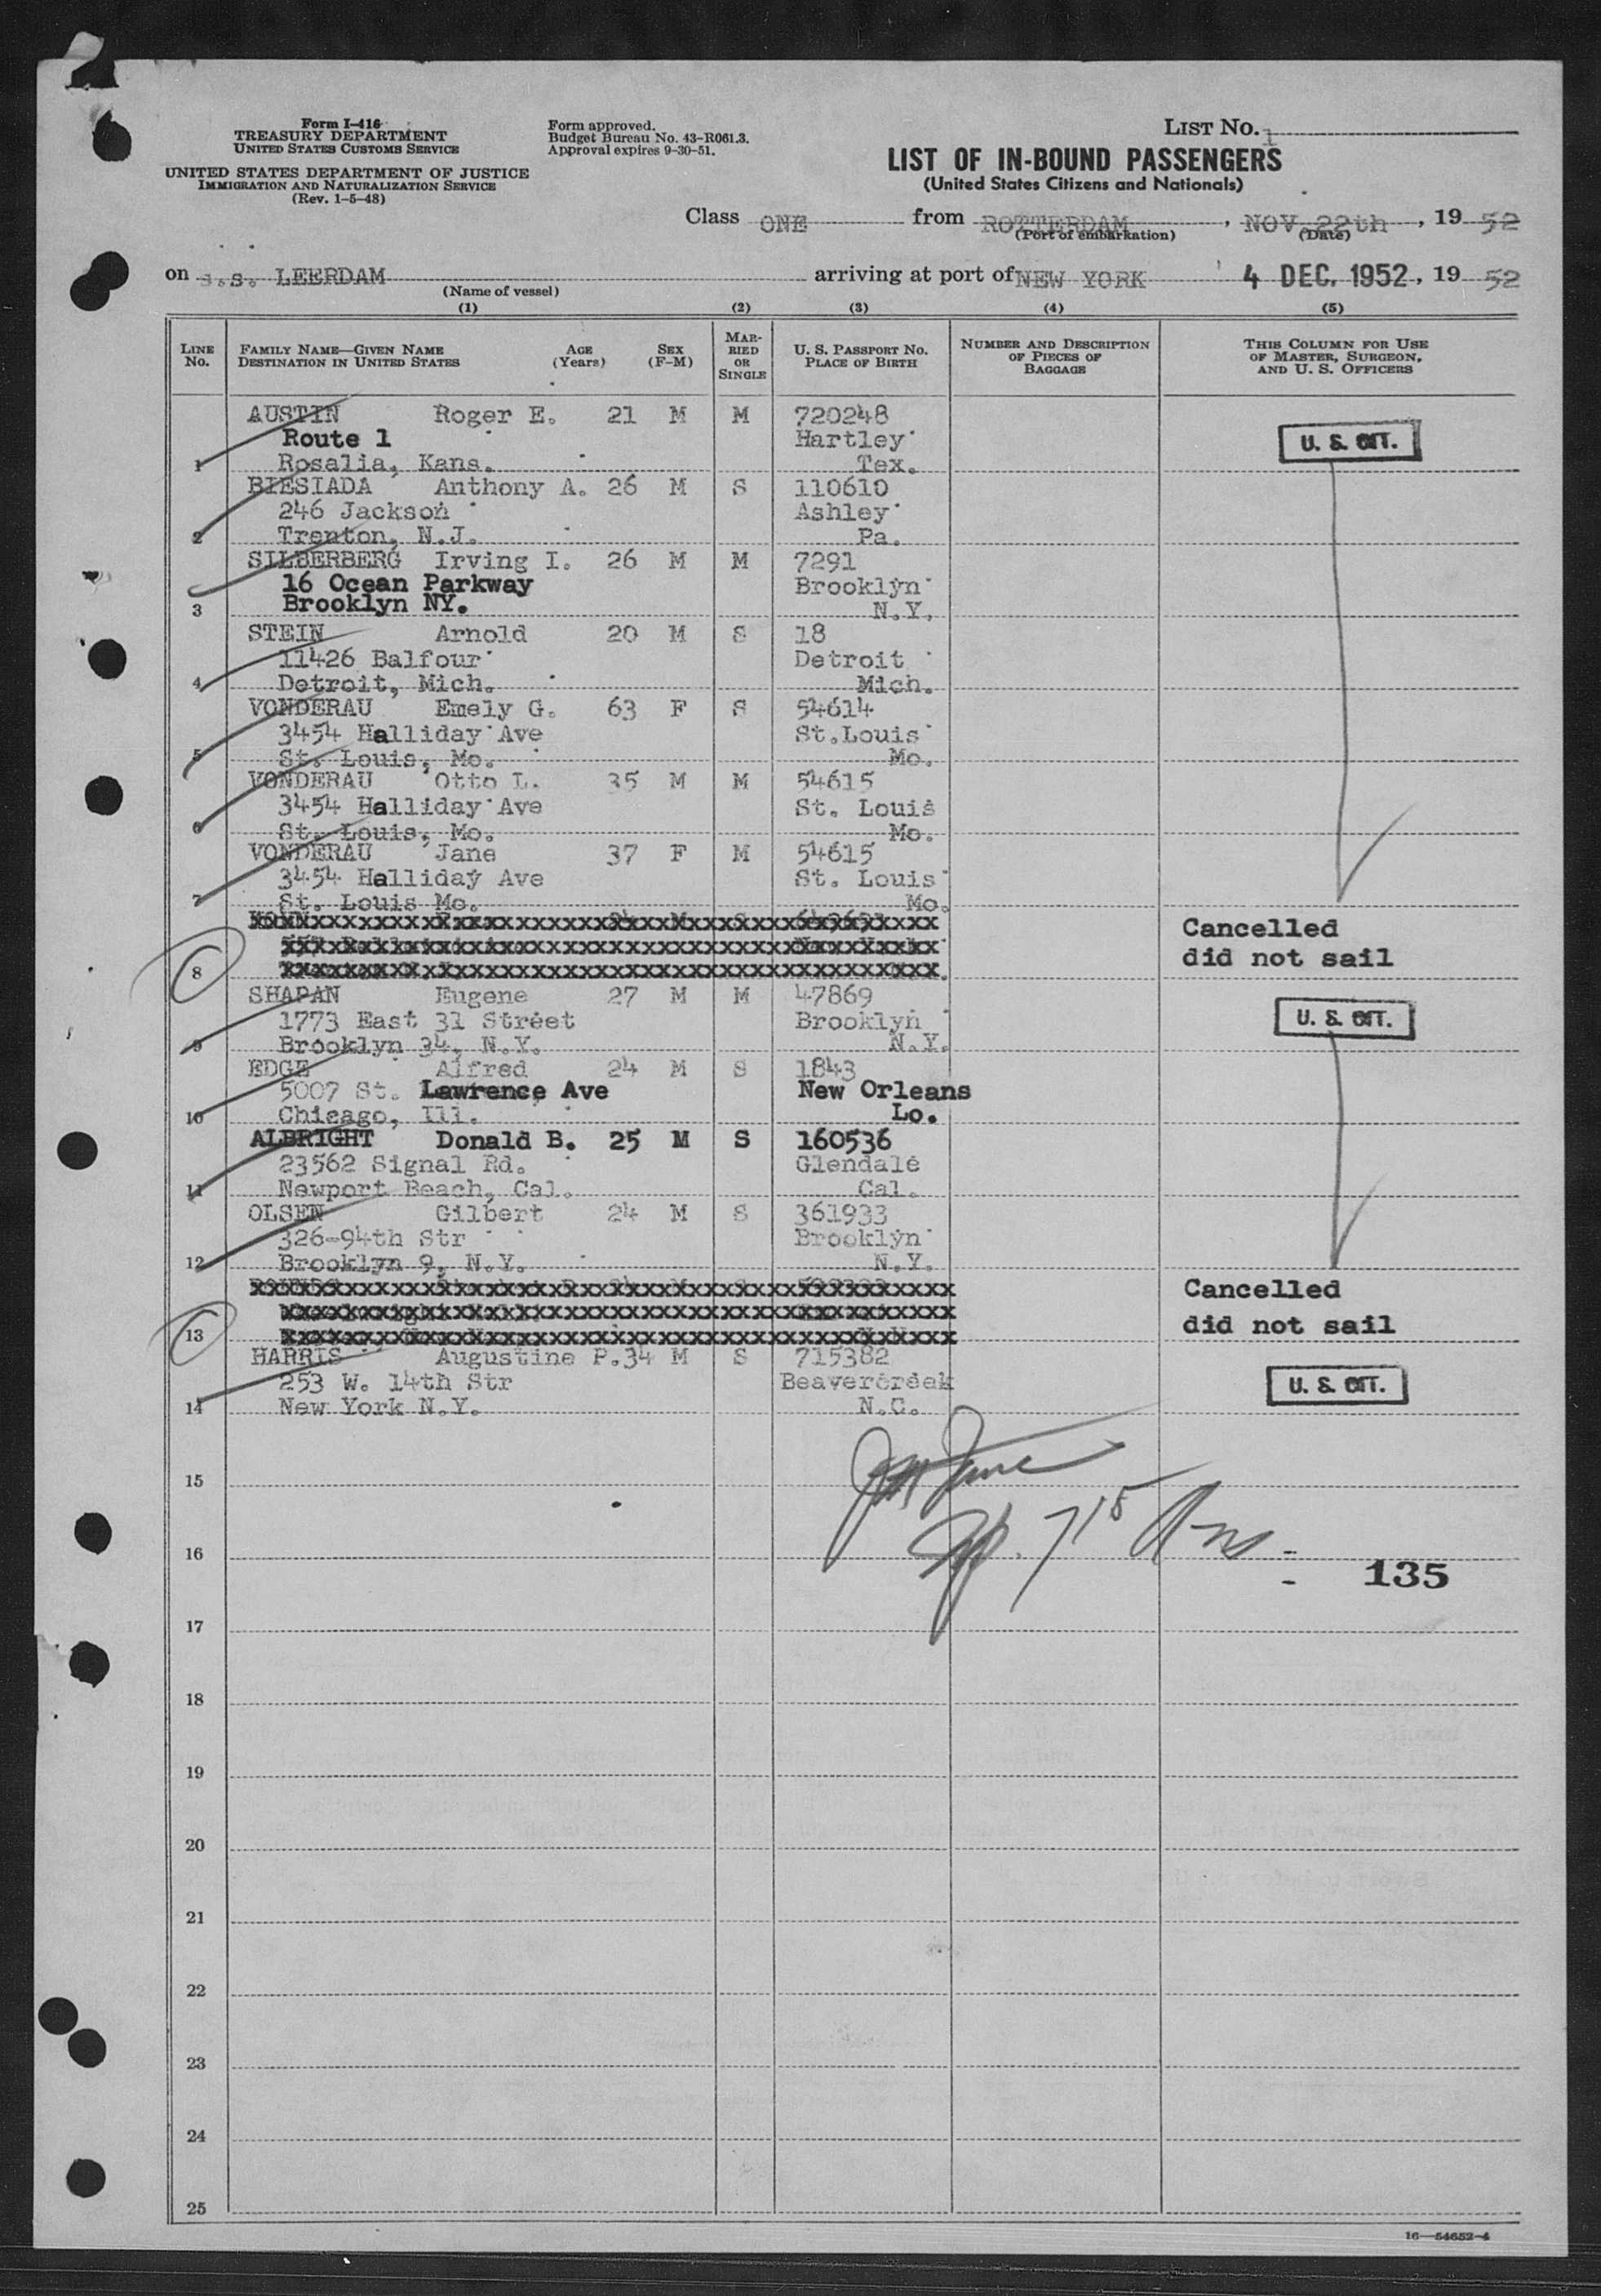 Form I-416
TREASURY DEPARTMENT
UNITED STATES CUSTOMS SERVICE
UNITED STATES DEPARTMENT OF JUSTICE
IMMIGRATION AND NATURALIZATION SERVICE
(Rev. 1-5-48)
Form approved.
Budget Bureau No. 43-R061.3.
Approval expires 9-30-51.
LIST No. 1
LIST OF IN-BOUND PASSENGERS
(United States Citizens and Nationals)
Class ONE from ROTTERDAM, NOV 22th, 19 52
(Port of embarkation) (Date)
on s.s. LEERDAM arriving at port of NEW YORK 4 DEC. 1952, 19 52
(Name of vessel)
(1) (2) (3) (4) (5)
LINE No. FAMILY NAME—GIVEN NAME DESTINATION IN UNITED STATES AGE (Years) SEX (F-M) MARRIED OR SINGLE U. S. PASSPORT No. PLACE OF BIRTH NUMBER AND DESCRIPTION OF PIECES OF BAGGAGE THIS COLUMN FOR USE OF MASTER, SURGEON, AND U. S. OFFICERS
AUSTIN Roger E. 21 M M 720248
Route 1 Hartley U. S. CIT.
1 Rosalia, Kans. Tex.
BIESIADA Anthony A. 26 M S 110610
246 Jackson Ashley
2 Trenton, N.J. Pa.
SILBERBERG Irving I. 26 M M 7291
16 Ocean Parkway Brooklyn
3 Brooklyn NY. N.Y.
STEIN Arnold 20 M S 18
11426 Balfour Detroit
4 Detroit, Mich. Mich.
VONDERAU Emely G. 63 F S 54614
3454 Halliday Ave St.Louis
5 St. Louis, Mo. Mo.
VONDERAU Otto L. 35 M M 54615
3454 Halliday Ave St. Louis
6 St. Louis, Mo. Mo.
VONDERAU Jane 37 F M 54615
3454 Halliday Ave St. Louis
7 St. Louis Mo. Mo.
Cancelled
did not sail
8
SHAPAN Eugene 27 M M 47869
1773 East 31 Street Brooklyn U. S. CIT.
9 Brooklyn 34, N.Y. N.Y.
EDGE Alfred 24 M S 1843
5007 St. Lawrence Ave New Orleans
10 Chicago, Ill. Lo.
ALBRIGHT Donald B. 25 M S 160536
23562 Signal Rd. Glendale
11 Newport Beach, Cal. Cal.
OLSEN Gilbert 24 M S 361933
326-94th Str Brooklyn
12 Brooklyn 9, N.Y. N.Y.
Cancelled
13 did not sail
HARRIS Augustine P. 34 M S 715382
253 W. 14th Str Beavercreek U. S. CIT.
14 New York N.Y. N.C.
15
16
135
17
18
19
20
21
22
23
24
25
16—54652-4